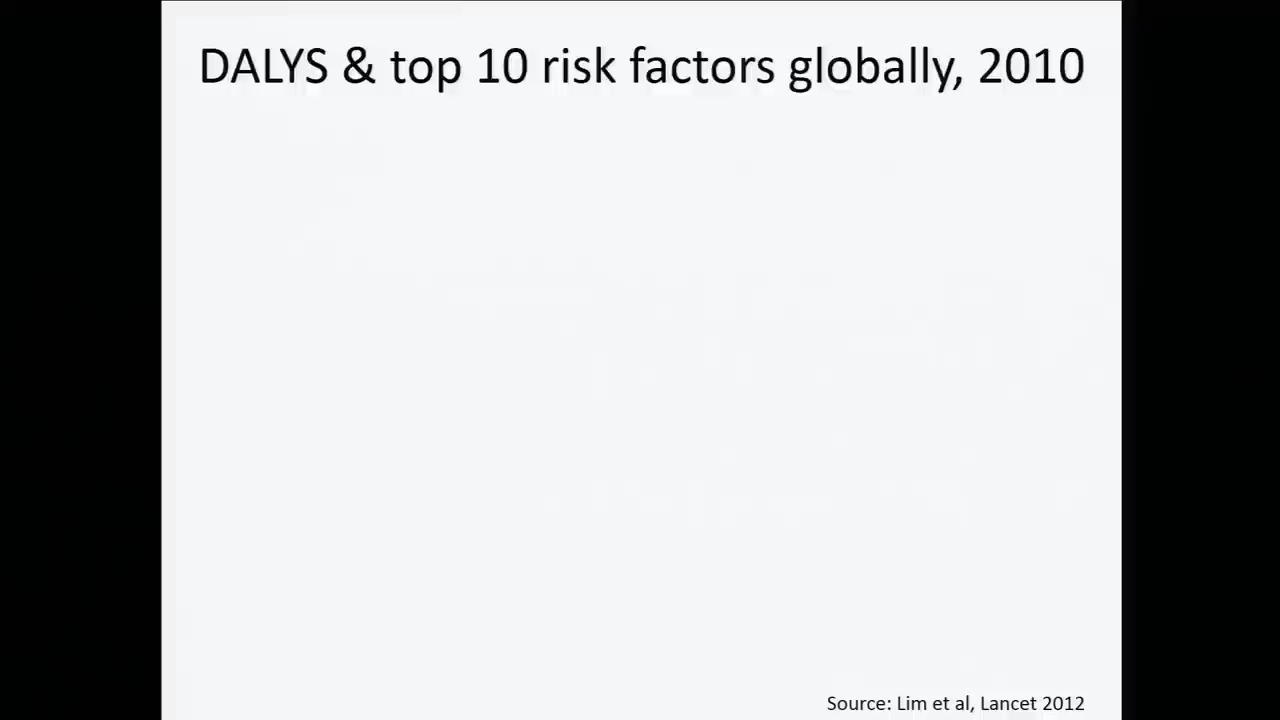 DALYS & top 10 risk factors globally, 2010
Source: Lim et al, Lancet 2012